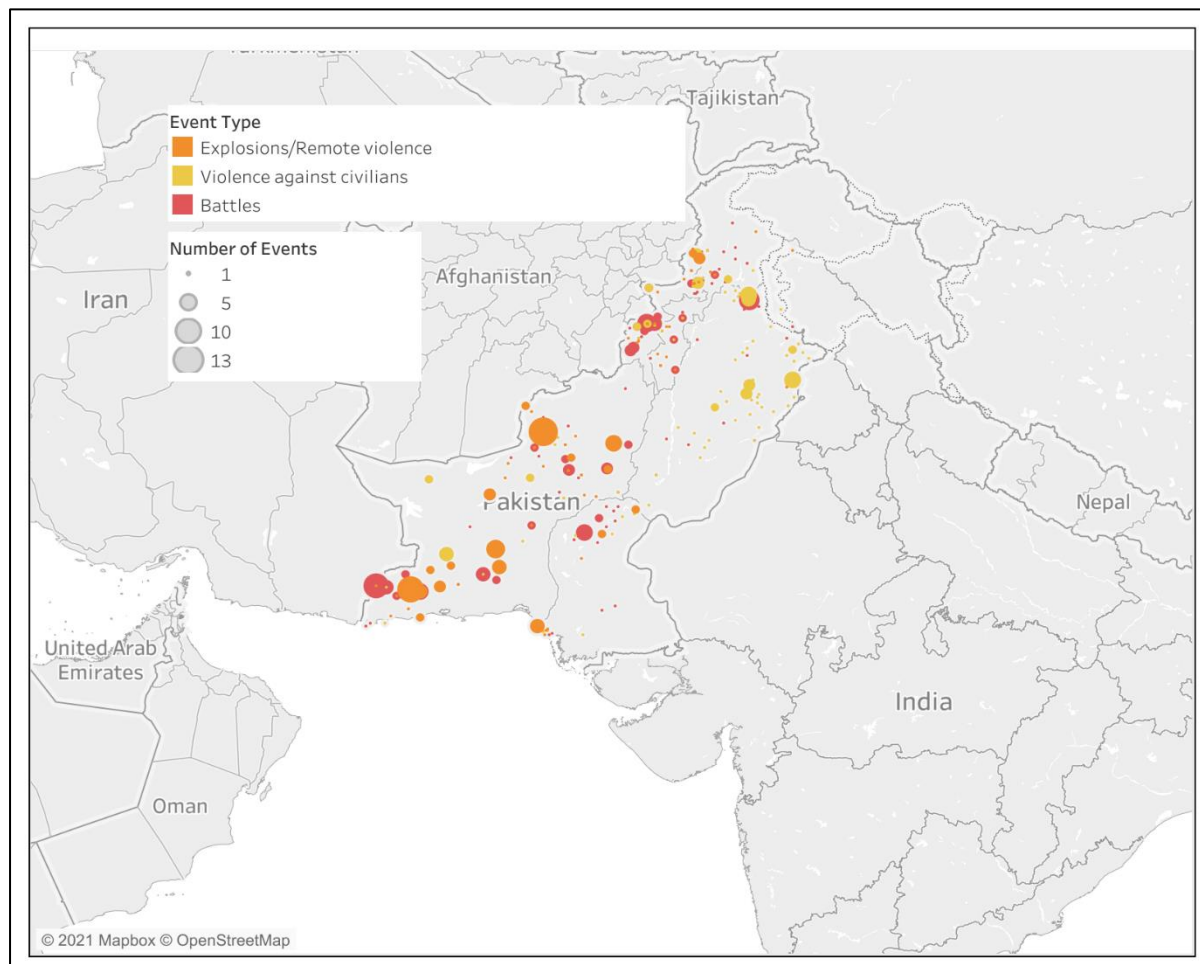 Turkmenistan
Tajikistan
Event Type
Explosions/Remote violence
Violence against civilians
Battles
Number of Events
1
5
10
13
Afghanistan
Iran
Pakistan
Nepal
United Arab
Emirates
India
Oman
© 2021 Mapbox © OpenStreetMap